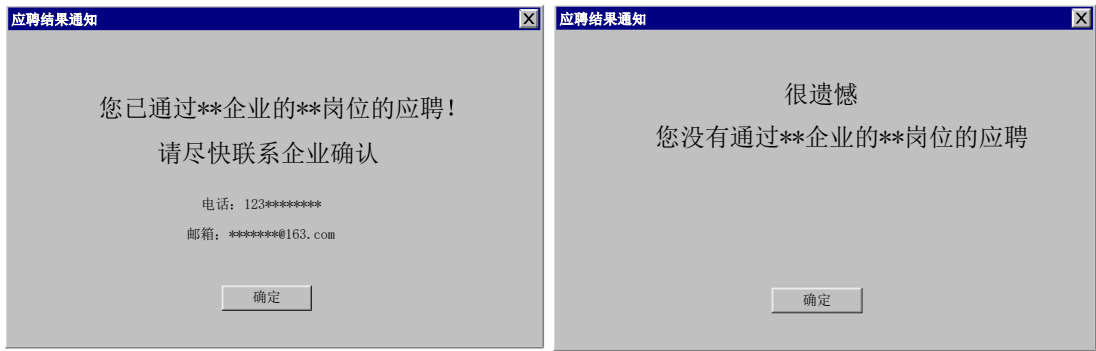 应聘结果通知
您已通过**企业的**岗位的应聘!
请尽快联系企业确认
电话: 123********
邮箱: *******@163.com
确定
应聘结果通知
很遗憾
您没有通过**企业的**岗位的应聘
确定